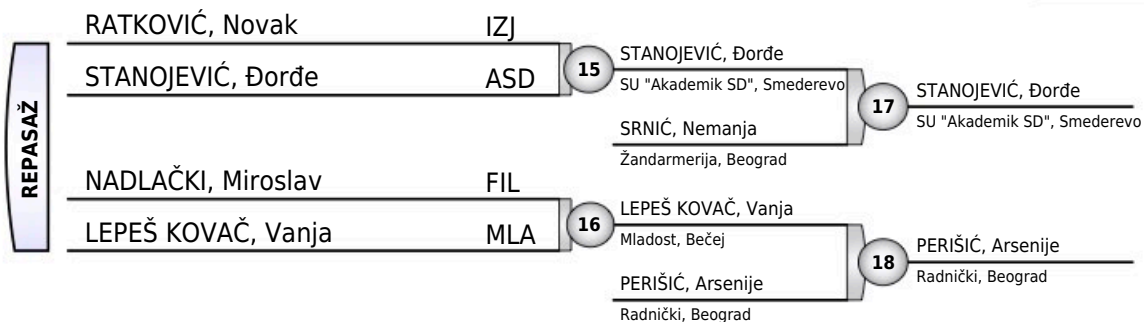 REPASAŽ
RATKOVIĆ, Novak IZJ
STANOJEVIĆ, Đorđe ASD
NADLAČKI, Miroslav FIL
LEPEŠ KOVAČ, Vanja MLA
15
STANOJEVIĆ, Đorđe
SU "Akademik SD", Smederevo
SRNIĆ, Nemanja
Žandarmerija, Beograd
16
LEPEŠ KOVAČ, Vanja
Mladost, Bečej
PERIŠIĆ, Arsenije
Radnički, Beograd
17
STANOJEVIĆ, Đorđe
SU "Akademik SD", Smederevo
18
PERIŠIĆ, Arsenije
Radnički, Beograd